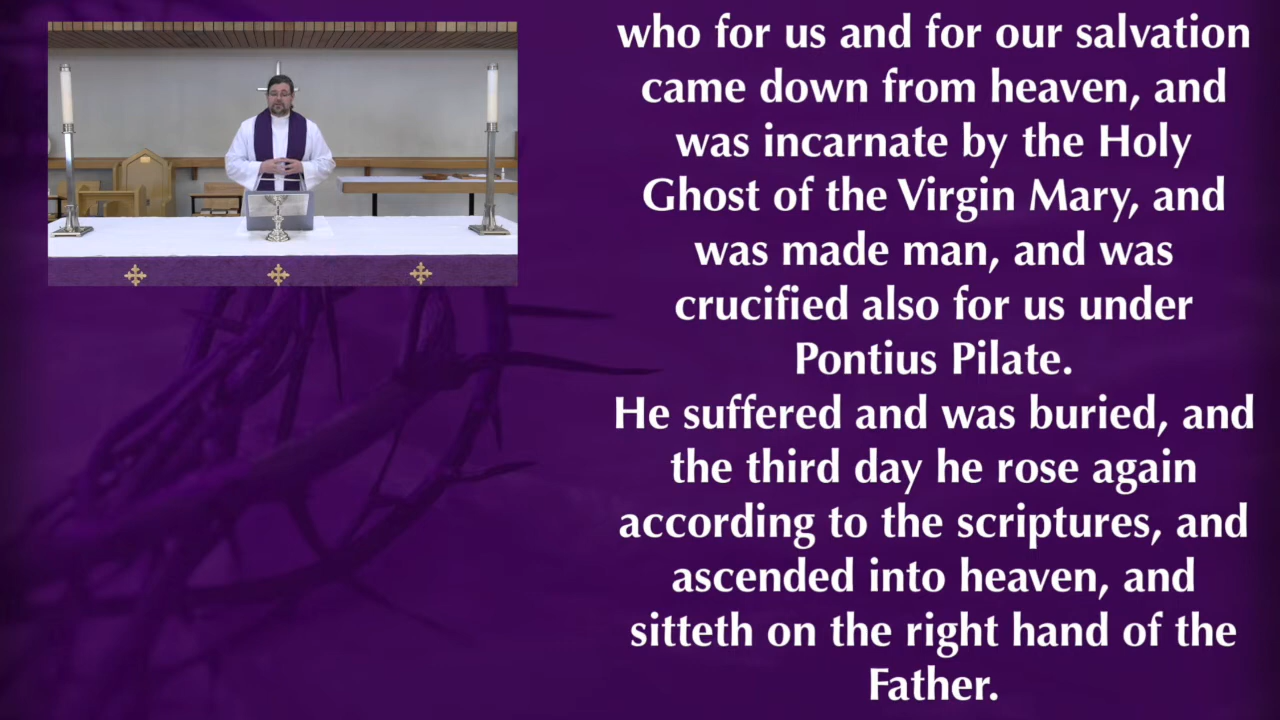 who for us and for our salvation
came down from heaven, and
was incarnate by the Holy
Ghost of the Virgin Mary, and
was made man, and was
crucified also for us under
Pontius Pilate.
He suffered and was buried, and
the third day he rose again
according to the scriptures, and
ascended into heaven, and
sitteth on the right hand of the
Father.